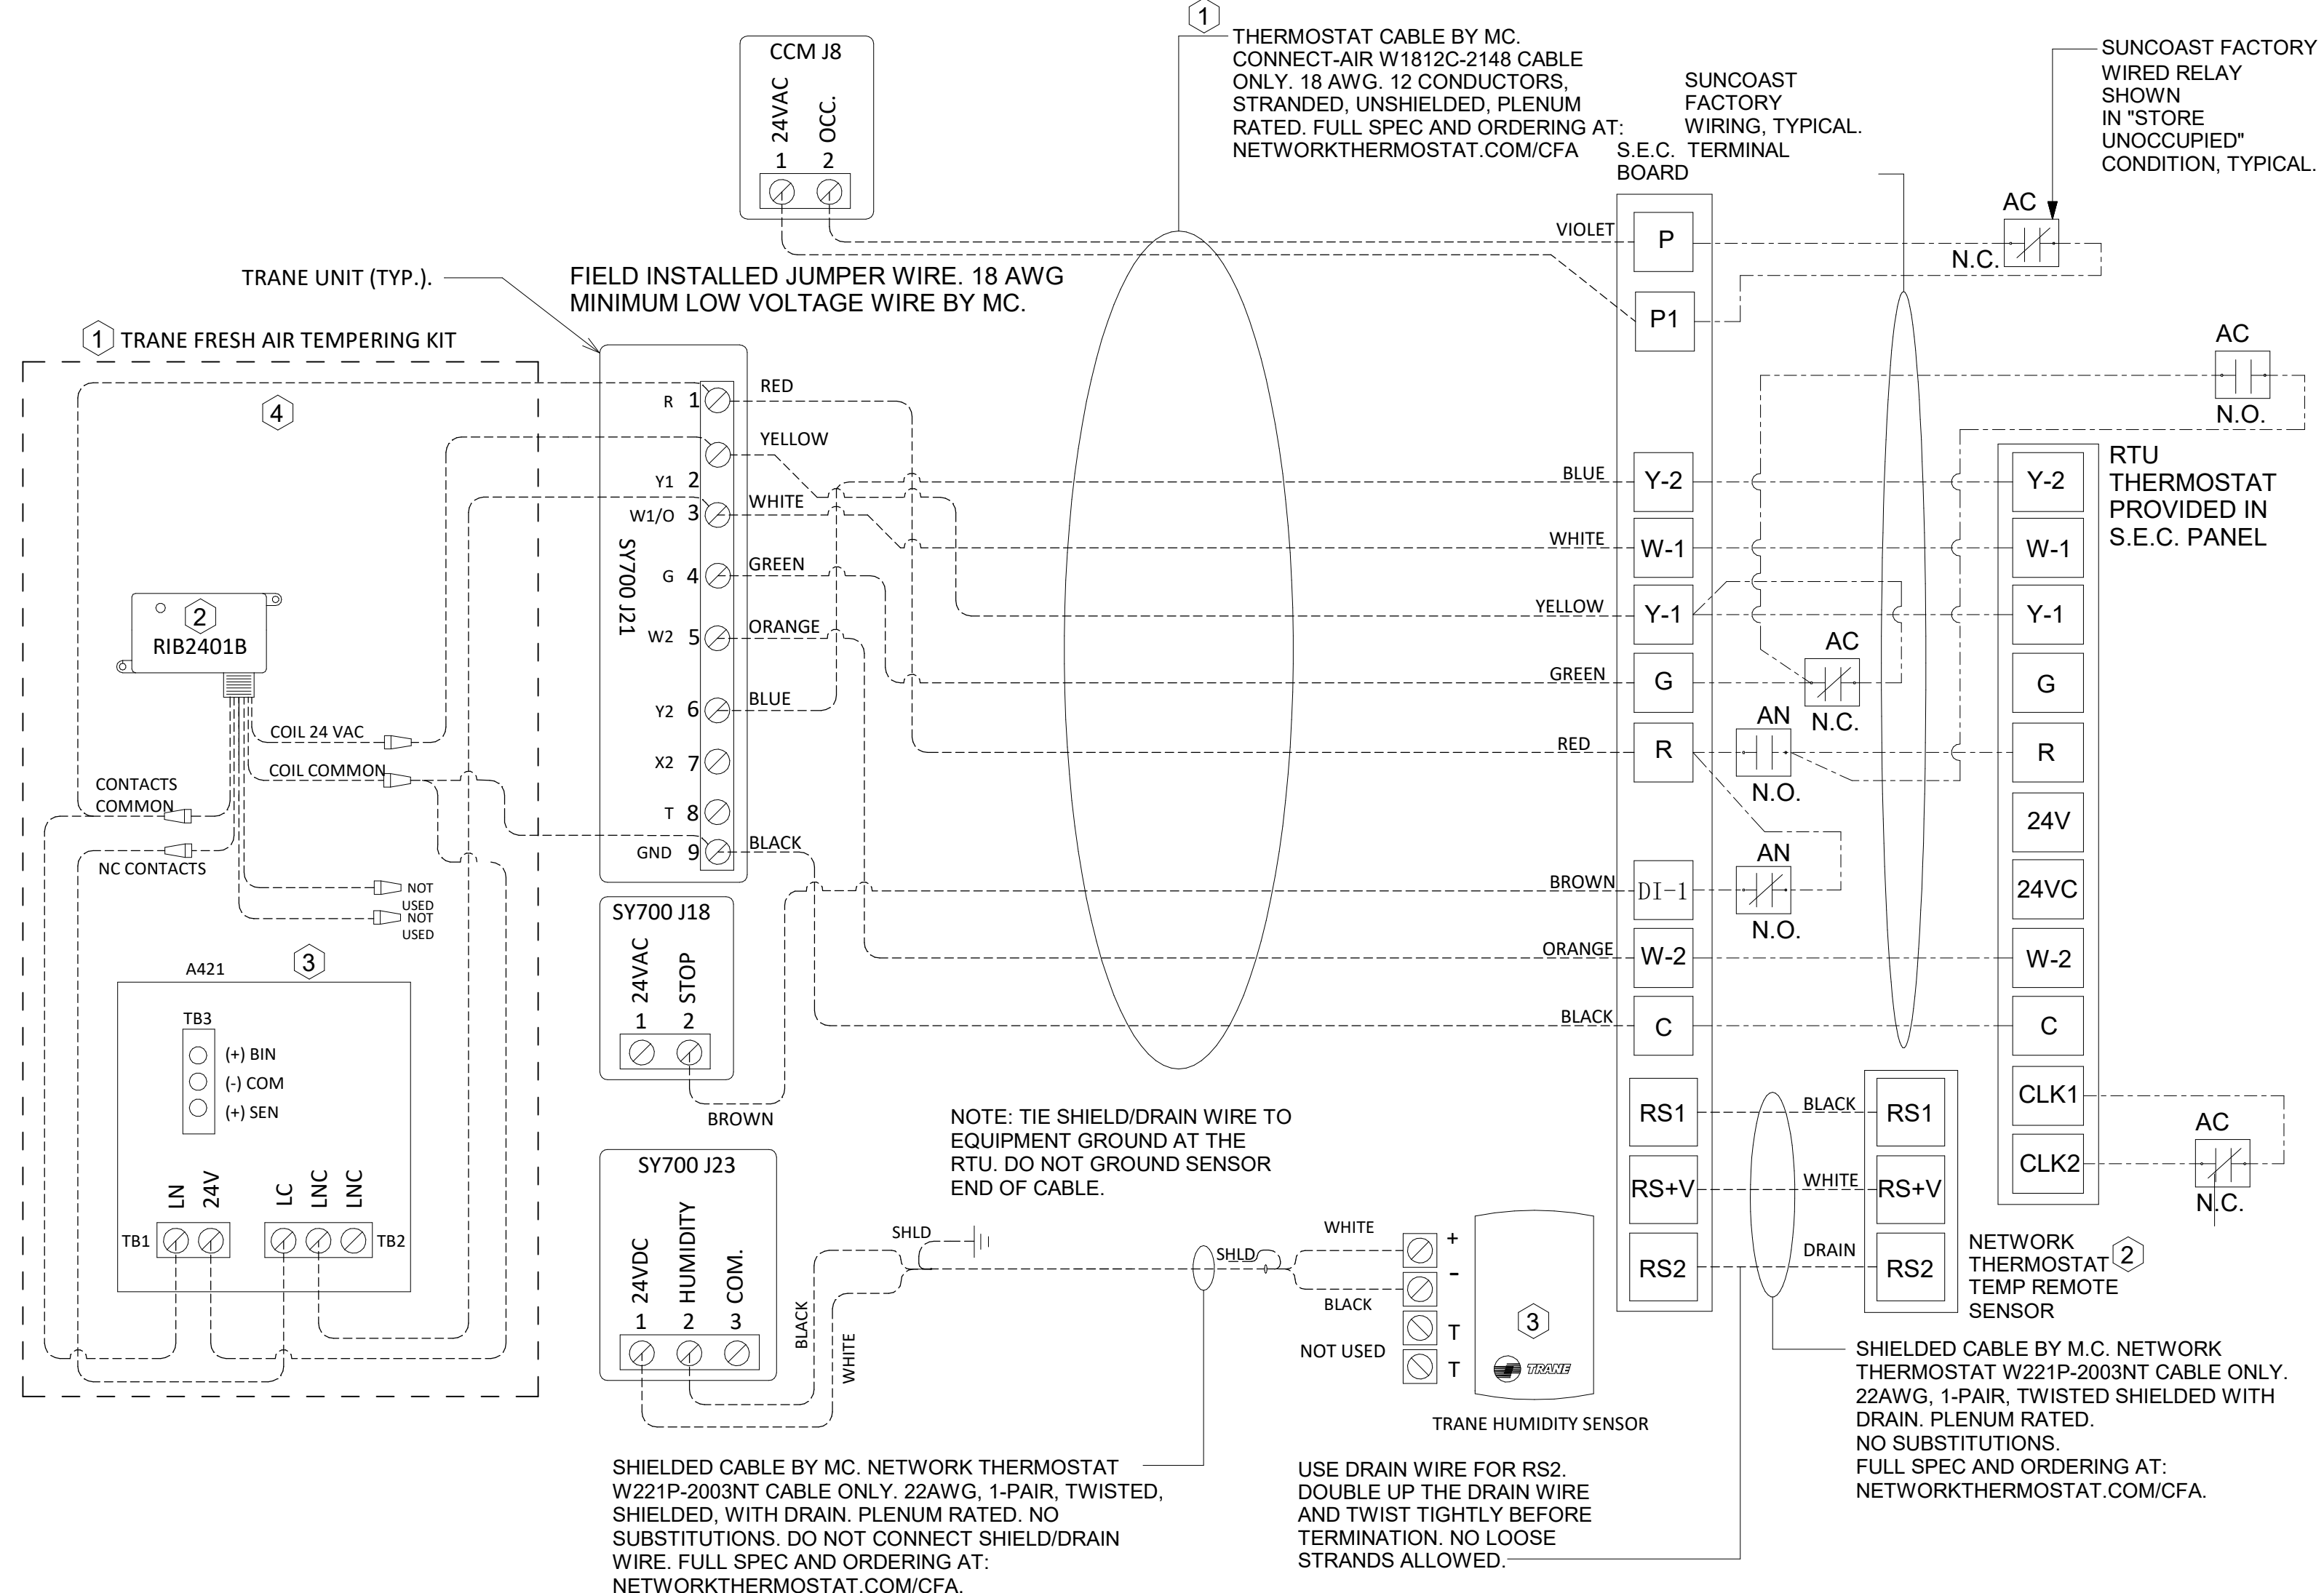 1
THERMOSTAT CABLE BY MC.
CONNECT-AIR W1812C-2148 CABLE
ONLY. 18 AWG. 12 CONDUCTORS,
STRANDED, UNSHIELDED, PLENUM
RATED. FULL SPEC AND ORDERING AT:
NETWORKTHERMOSTAT.COM/CFA
SUNCOAST
FACTORY
WIRING, TYPICAL.
S.E.C. TERMINAL
BOARD
SUNCOAST FACTORY
WIRED RELAY
SHOWN
IN "STORE
UNOCCUPIED"
CONDITION, TYPICAL.
CCM J8
24VAC
OCC.
1 2
AC
N.C.
VIOLET
P
P1
TRANE UNIT (TYP.).
FIELD INSTALLED JUMPER WIRE. 18 AWG
MINIMUM LOW VOLTAGE WIRE BY MC.
1
TRANE FRESH AIR TEMPERING KIT
4
AC
N.O.
R 1
RED
YELLOW
Y1 2
W1/O 3
WHITE
G 4
GREEN
W2 5
ORANGE
Y2 6
BLUE
X2 7
T 8
GND 9
BLACK
SY700 J21
BLUE
Y-2
WHITE
W-1
YELLOW
Y-1
GREEN
G
RED
R
BROWN
DI-1
ORANGE
W-2
BLACK
C
AC
N.C.
AN
N.O.
AN
N.O.
RTU
THERMOSTAT
PROVIDED IN
S.E.C. PANEL
Y-2
W-1
Y-1
G
R
24V
24VC
W-2
C
CLK1
CLK2
AC
N.C.
2
RIB2401B
COIL 24 VAC
COIL COMMON
CONTACTS
COMMON
NC CONTACTS
NOT
USED
NOT
USED
3
A421
TB3
(+) BIN
(-) COM
(+) SEN
LN
24V
LC
LNC
LNC
TB1
TB2
SY700 J18
24VAC
STOP
1 2
BROWN
SY700 J23
24VDC
HUMIDITY
COM.
1 2 3
BLACK
WHITE
NOTE: TIE SHIELD/DRAIN WIRE TO
EQUIPMENT GROUND AT THE
RTU. DO NOT GROUND SENSOR
END OF CABLE.
SHLD
SHLD
WHITE
BLACK
NOT USED
+
-
T
T
3
TRANE
TRANE HUMIDITY SENSOR
RS1
RS+V
RS2
BLACK
WHITE
DRAIN
RS1
RS+V
RS2
NETWORK
THERMOSTAT
TEMP REMOTE
SENSOR
2
SHIELDED CABLE BY M.C. NETWORK
THERMOSTAT W221P-2003NT CABLE ONLY.
22AWG, 1-PAIR, TWISTED SHIELDED WITH
DRAIN. PLENUM RATED.
NO SUBSTITUTIONS.
FULL SPEC AND ORDERING AT:
NETWORKTHERMOSTAT.COM/CFA.
SHIELDED CABLE BY MC. NETWORK THERMOSTAT
W221P-2003NT CABLE ONLY. 22AWG, 1-PAIR, TWISTED,
SHIELDED, WITH DRAIN. PLENUM RATED. NO
SUBSTITUTIONS. DO NOT CONNECT SHIELD/DRAIN
WIRE. FULL SPEC AND ORDERING AT:
NETWORKTHERMOSTAT.COM/CFA.
USE DRAIN WIRE FOR RS2.
DOUBLE UP THE DRAIN WIRE
AND TWIST TIGHTLY BEFORE
TERMINATION. NO LOOSE
STRANDS ALLOWED.